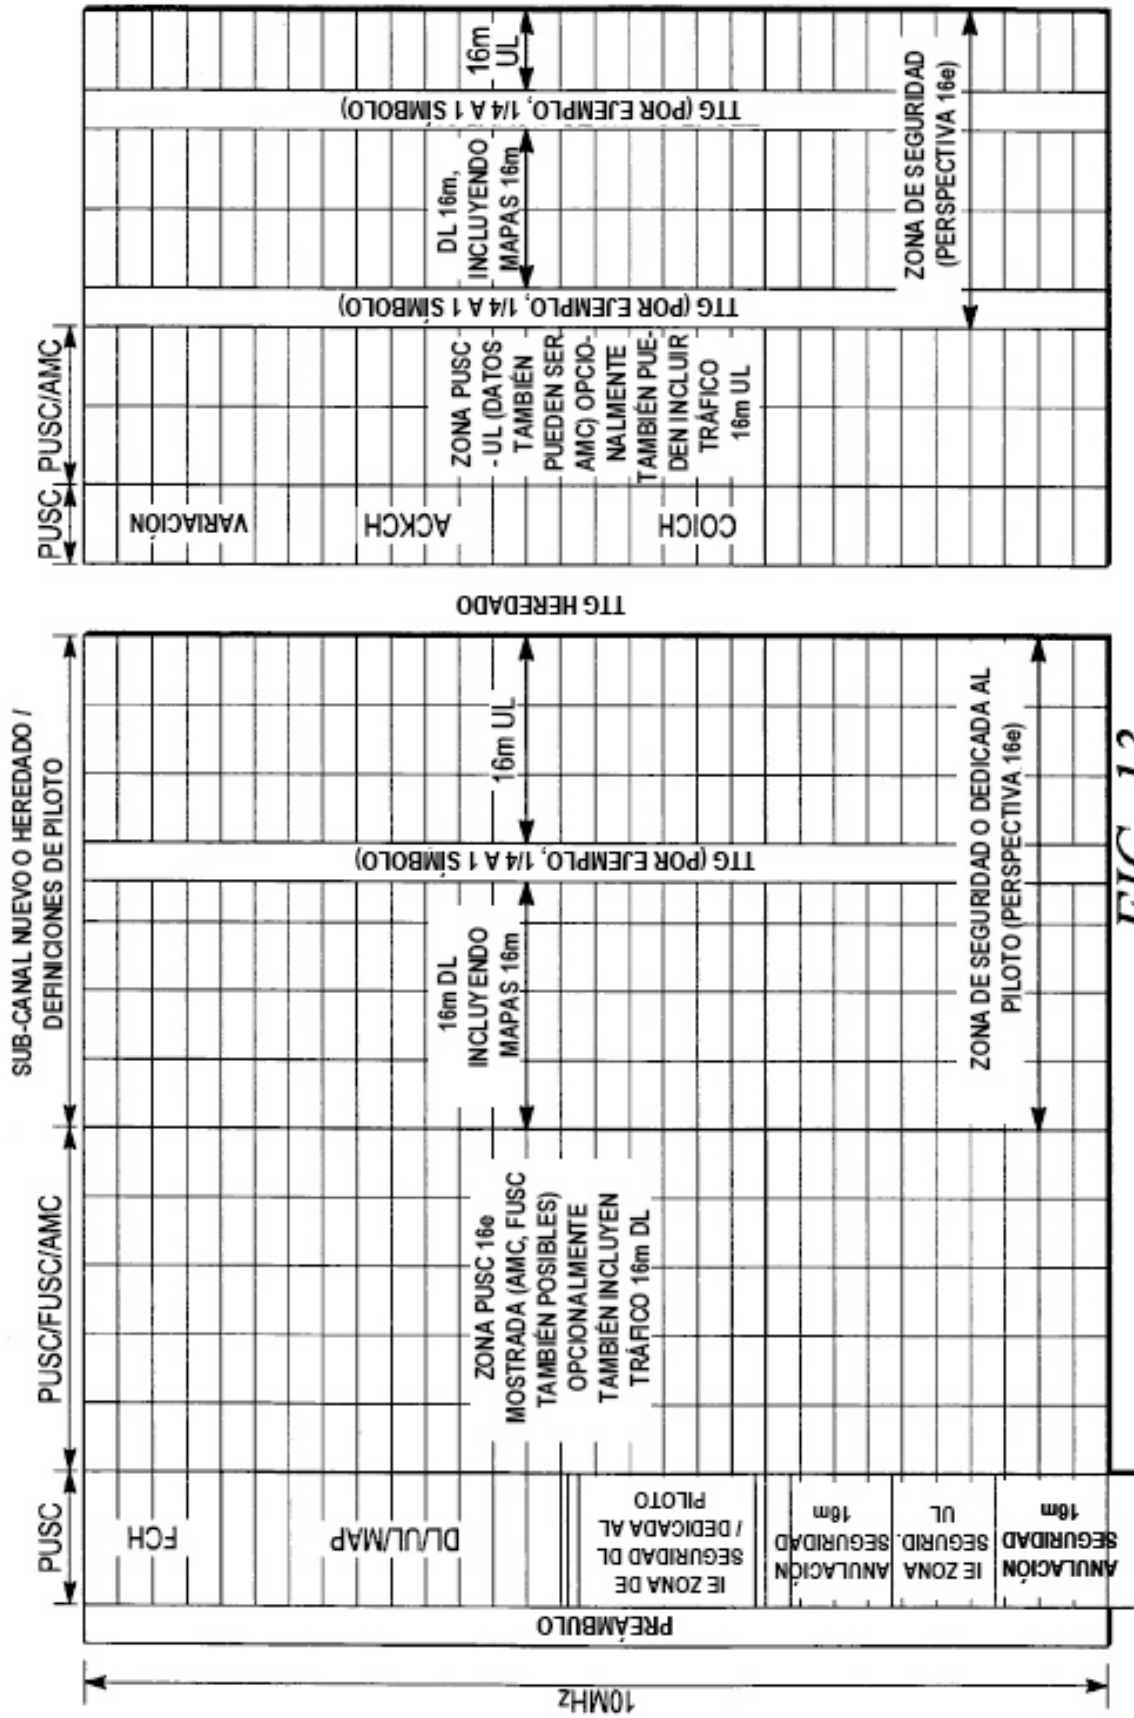 SUB-CANAL NUEVO O HEREDADO /
DEFINICIONES DE PILOTO
PUSC
PUSC/FUSC/AMC
PUSC
PUSC/AMC
10MHz
PREÁMBULO
FCH
DL/UL/MAP
IE ZONA DE
SEGURIDAD DL
/ DEDICADA AL
PILOTO
ANULACIÓN
SEGURIDAD
16m
IE ZONA
SEGURID.
UL
ANULACIÓN
SEGURIDAD
16m
ZONA PUSC 16e
MOSTRADA (AMC, FUSC
TAMBIÉN POSIBLES)
OPCIONALMENTE
TAMBIÉN INCLUYEN
TRÁFICO 16m DL
16m DL
INCLUYENDO
MAPAS 16m
TTG (POR EJEMPLO, 1/4 A 1 SÍMBOLO)
16m UL
ZONA DE SEGURIDAD O DEDICADA AL
PILOTO (PERSPECTIVA 16e)
TTG HEREDADO
VARIACIÓN
ACKCH
COICH
ZONA PUSC
- UL (DATOS
TAMBIÉN
PUEDEN SER
AMC) OPCIO-
NALMENTE
TAMBIÉN PUE-
DEN INCLUIR
TRÁFICO
16m UL
TTG (POR EJEMPLO, 1/4 A 1 SÍMBOLO)
DL 16m,
INCLUYENDO
MAPAS 16m
TTG (POR EJEMPLO, 1/4 A 1 SÍMBOLO)
16m
UL
ZONA DE SEGURIDAD
(PERSPECTIVA 16e)